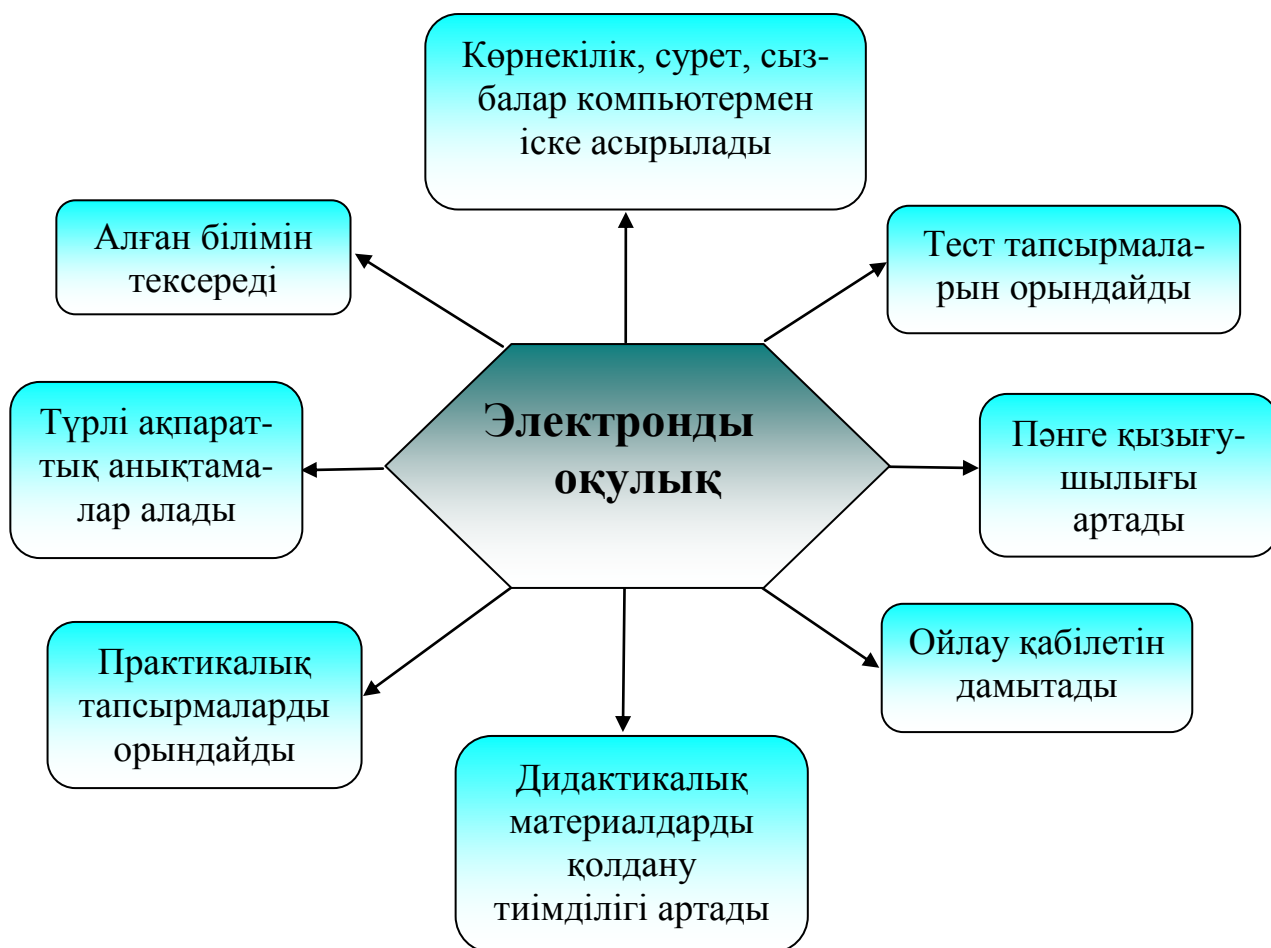 Көрнекілік, сурет, сыз-
балар компьютермен
іске асырылады
Алған білімін
тексереді
Тест тапсырмала-
рын орындайды
Электронды
оқулық
Түрлі ақпарат-
тық анықтама-
лар алады
Пәнге қызығу-
шылығы
артады
Практикалық
тапсырмаларды
орындайды
Ойлау қабілетін
дамытады
Дидактикалық
материалдарды
қолдану
тиімділігі артады